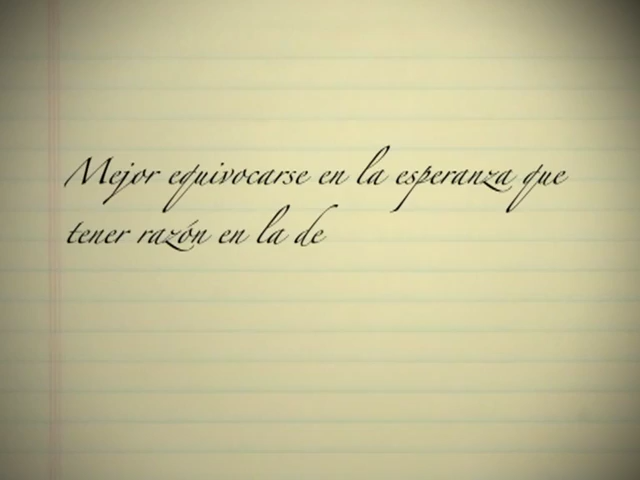 Mejor equivocarse en la esperanza que
tener razón en la de